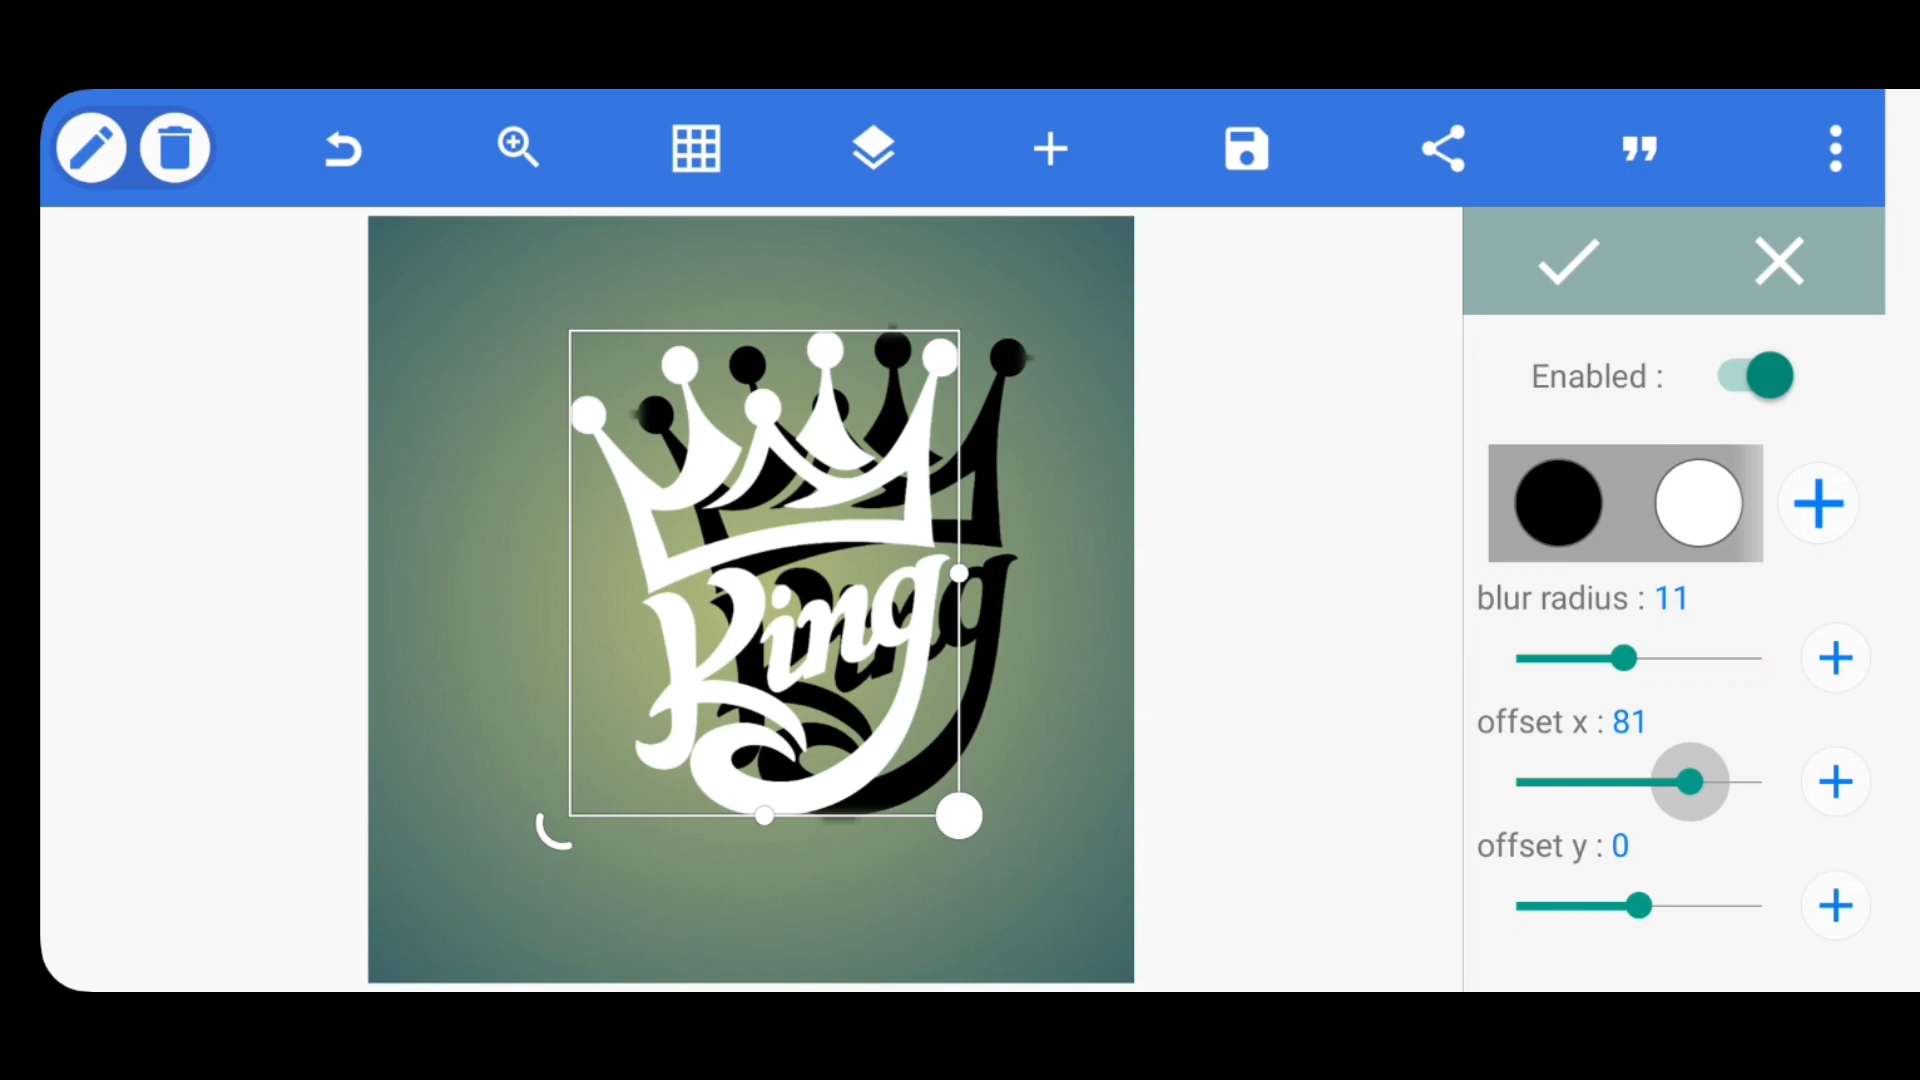 Enabled :
King
blur radius : 11
offset x : 81
offset y : 0